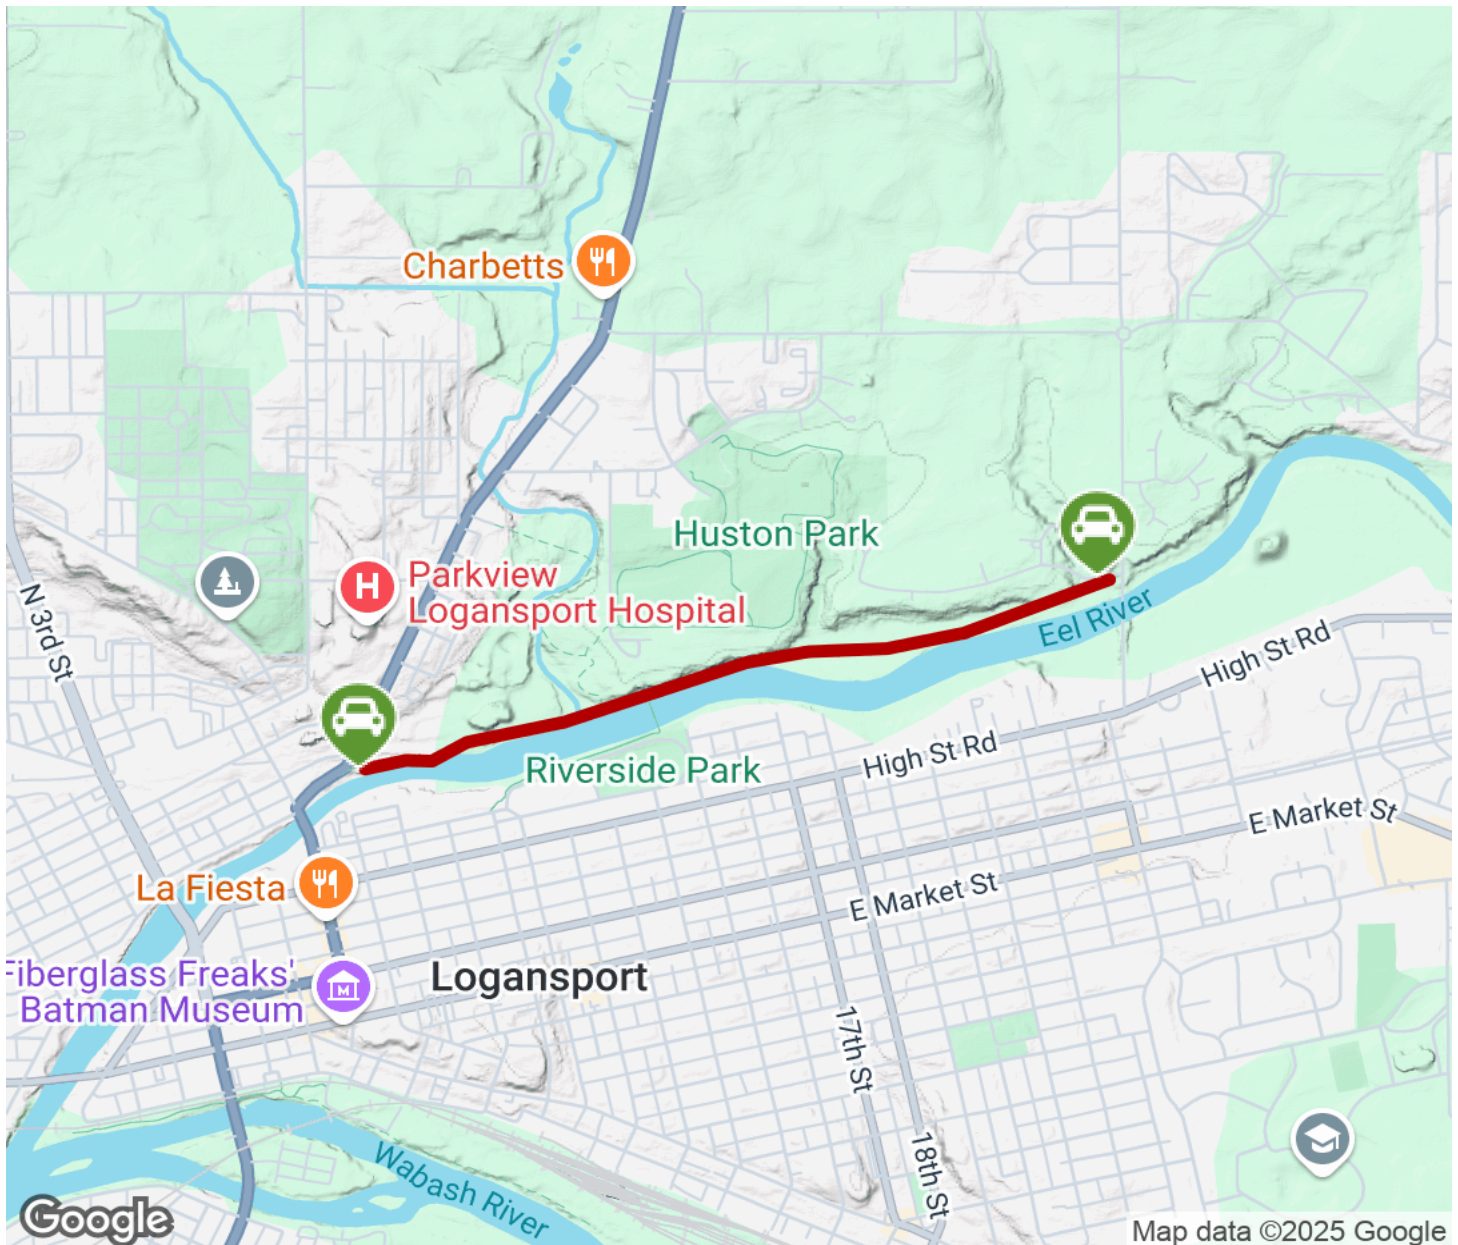 Charbetts
Huston Park
H
Parkview
Logansport Hospital
N 3rd St
Eel River
High St Rd
High St Rd
Riverside Park
E Market St
E Market St
La Fiesta
Fiberglass Freaks'
Batman Museum
M
Logansport
17th St
18th St
Wabash River
Google
Map data ©2025 Google